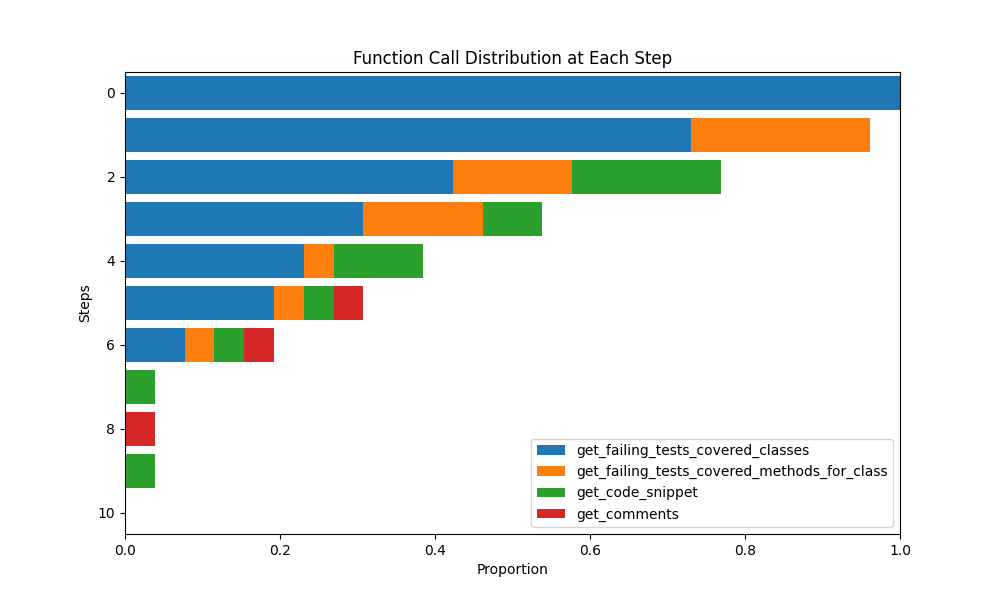 Function Call Distribution at Each Step
0
2
4
6
8
10
Steps
0.0 0.2 0.4 0.6 0.8 1.0
Proportion
get_failing_tests_covered_classes
get_failing_tests_covered_methods_for_class
get_code_snippet
get_comments